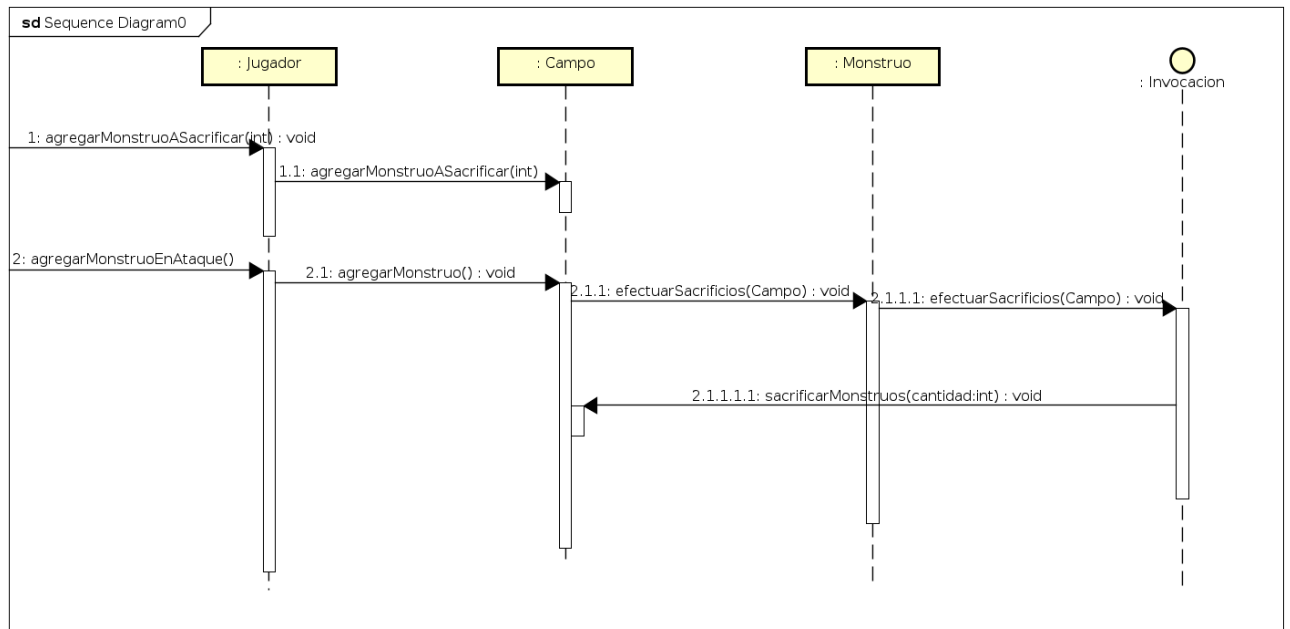 sd Sequence Diagram0
: Jugador
: Campo
: Monstruo
: Invocacion
1: agregarMonstruoASacrificar(int) : void
1.1: agregarMonstruoASacrificar(int)
2: agregarMonstruoEnAtaque()
2.1: agregarMonstruo() : void
2.1.1: efectuarSacrificios(Campo) : void
2.1.1.1: efectuarSacrificios(Campo) : void
2.1.1.1.1: sacrificarMonstruos(cantidad:int) : void